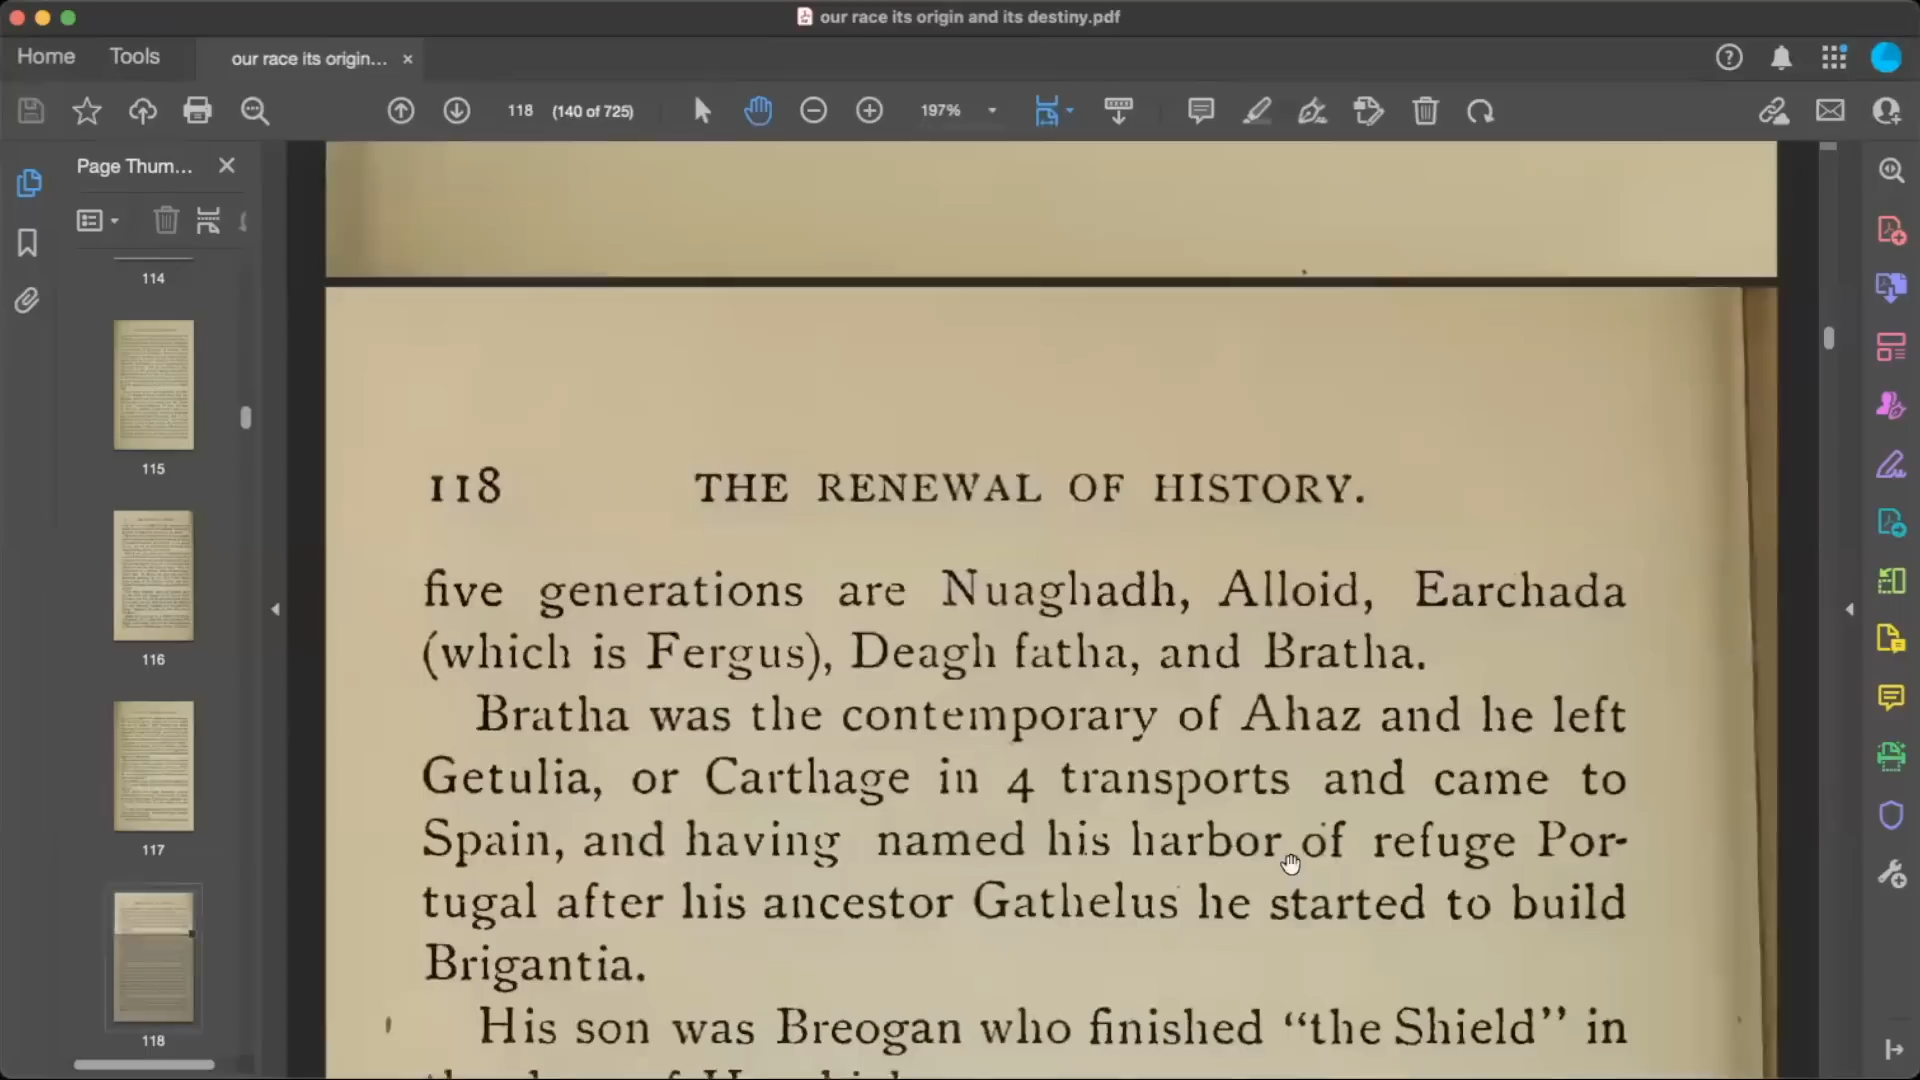 our race its origin and its destiny.pdf
Home Tools our race its origin... ×
118 (140 of 725) 197%
Page Thum...
114
115
116
117
118
118 THE RENEWAL OF HISTORY.
five generations are Nuaghadh, Alloid, Earchada
(which is Fergus), Deagh fatha, and Bratha.
Bratha was the contemporary of Ahaz and he left
Getulia, or Carthage in 4 transports and came to
Spain, and having named his harbor of refuge Por-
tugal after his ancestor Gathelus he started to build
Brigantia.
His son was Breogan who finished “the Shield” in